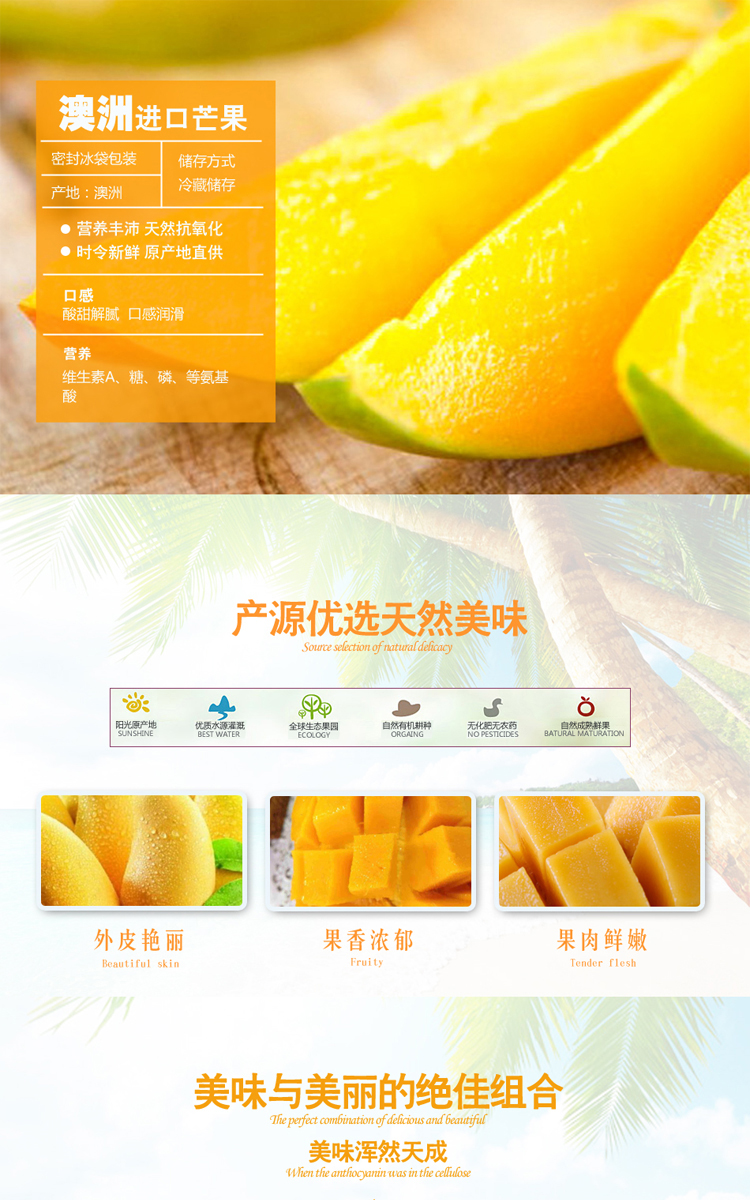 澳洲进口芒果
密封冰袋包装
产地：澳洲
储存方式
冷藏储存
● 营养丰沛 天然抗氧化
● 时令新鲜 原产地直供
口感
酸甜解腻 口感润滑
营养
维生素A、糖、磷、等氨基
酸
产源优选天然美味
Source selection of natural delicacy
阳光原产地
SUNSHINE
优质水源灌溉
BEST WATER
全球生态果园
ECOLOGY
自然有机耕种
ORGAING
无化肥无农药
NO PESTICIDES
自然成熟鲜果
BATURAL MATURATION
外皮艳丽
Beautiful skin
果香浓郁
Fruity
果肉鲜嫩
Tender flesh
美味与美丽的绝佳组合
The perfect combination of delicious and beautiful
美味浑然天成
When the anthocyanin was in the cellulose